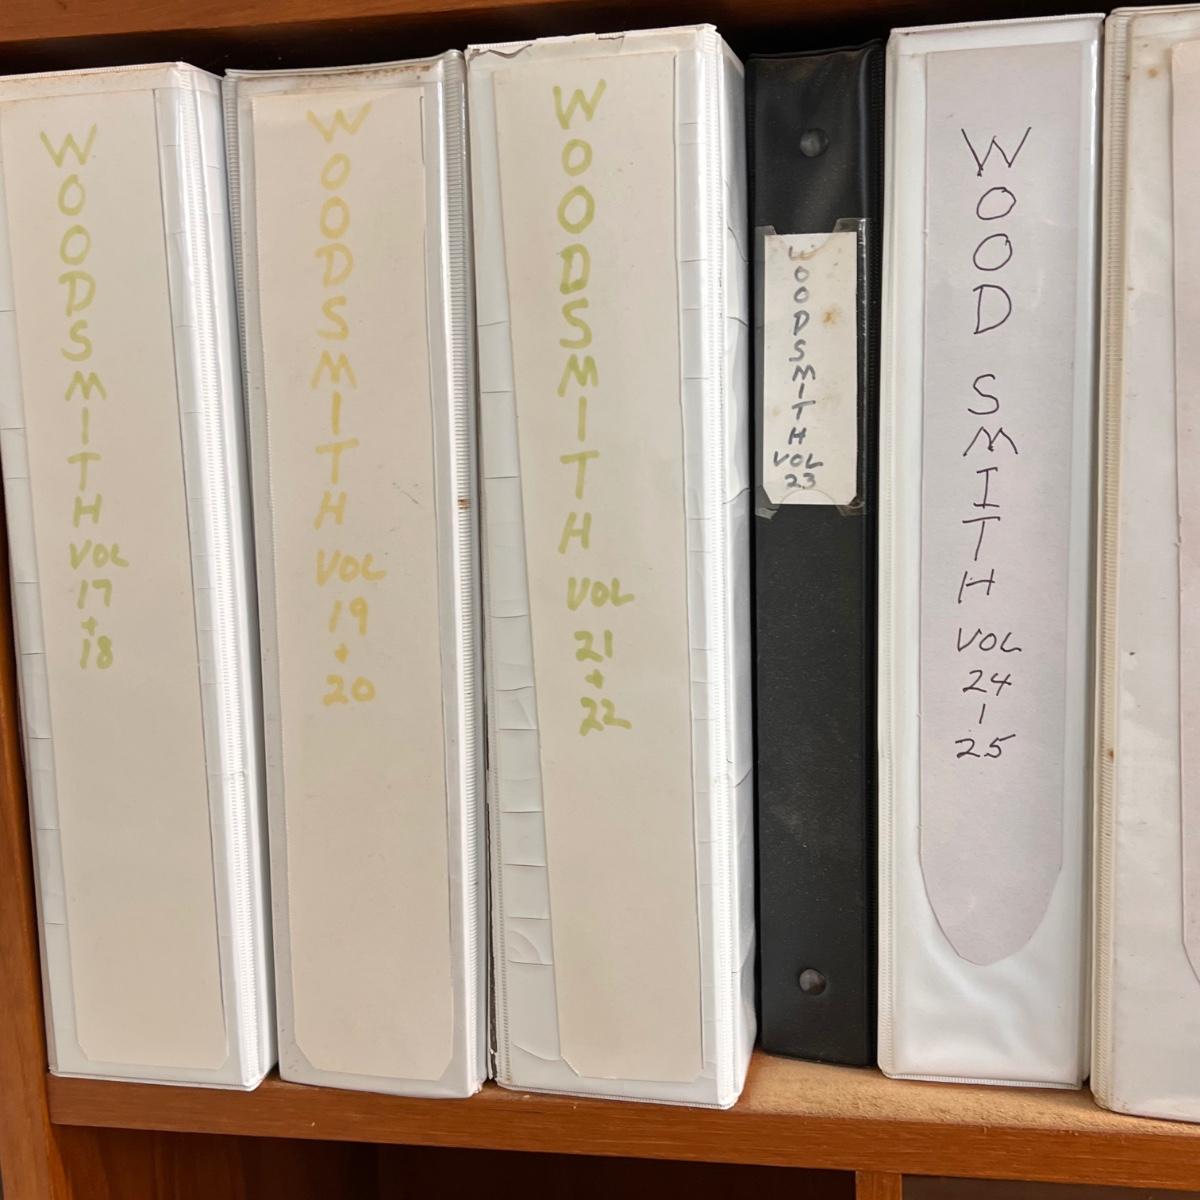 WOODSMITH
VOL
17
+
18
WOODSMITH
VOL
19
+
20
WOODSMITH
VOL
21
+
22
WOODSMITH
VOL
23
WOOD SMITH
VOL
24
-
25